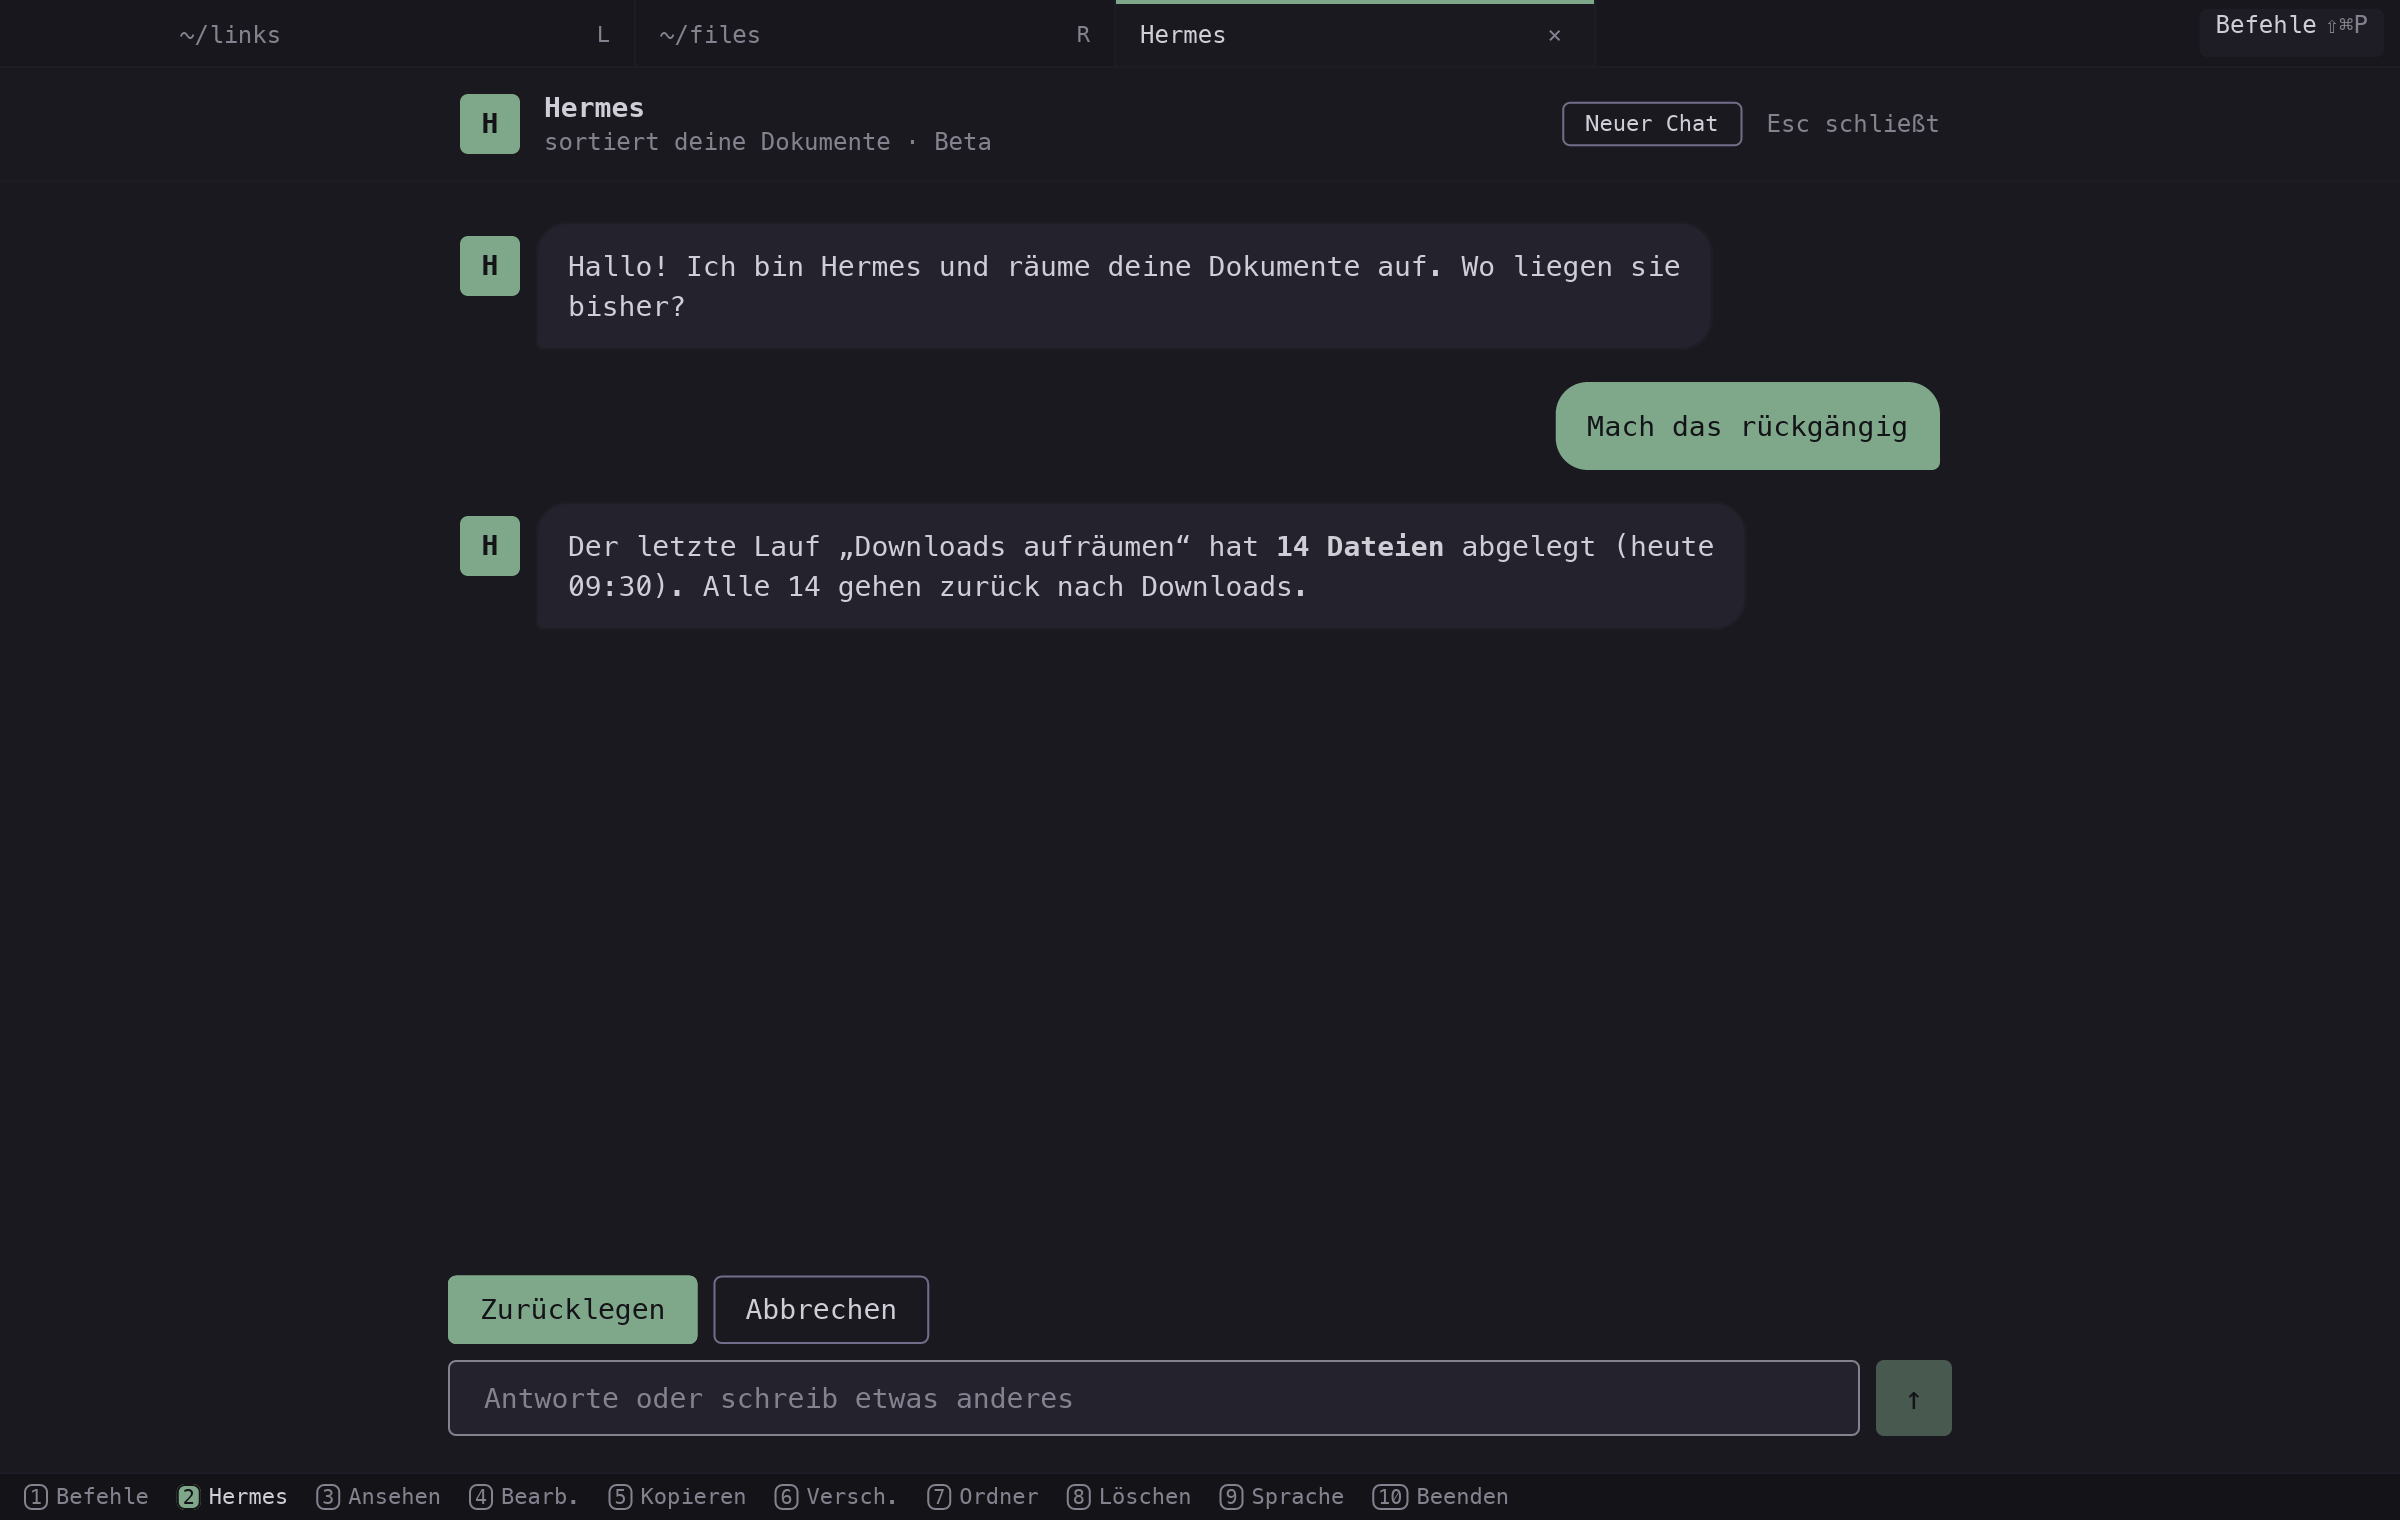 ~/links L ~/files R Hermes × Befehle ⇧⌘P
H Hermes
sortiert deine Dokumente · Beta
Neuer Chat Esc schließt
H Hallo! Ich bin Hermes und räume deine Dokumente auf. Wo liegen sie
bisher?
Mach das rückgängig
H Der letzte Lauf „Downloads aufräumen“ hat 14 Dateien abgelegt (heute
09:30). Alle 14 gehen zurück nach Downloads.
Zurücklegen Abbrechen
Antworte oder schreib etwas anderes ↑
1 Befehle 2 Hermes 3 Ansehen 4 Bearb. 5 Kopieren 6 Versch. 7 Ordner 8 Löschen 9 Sprache 10 Beenden